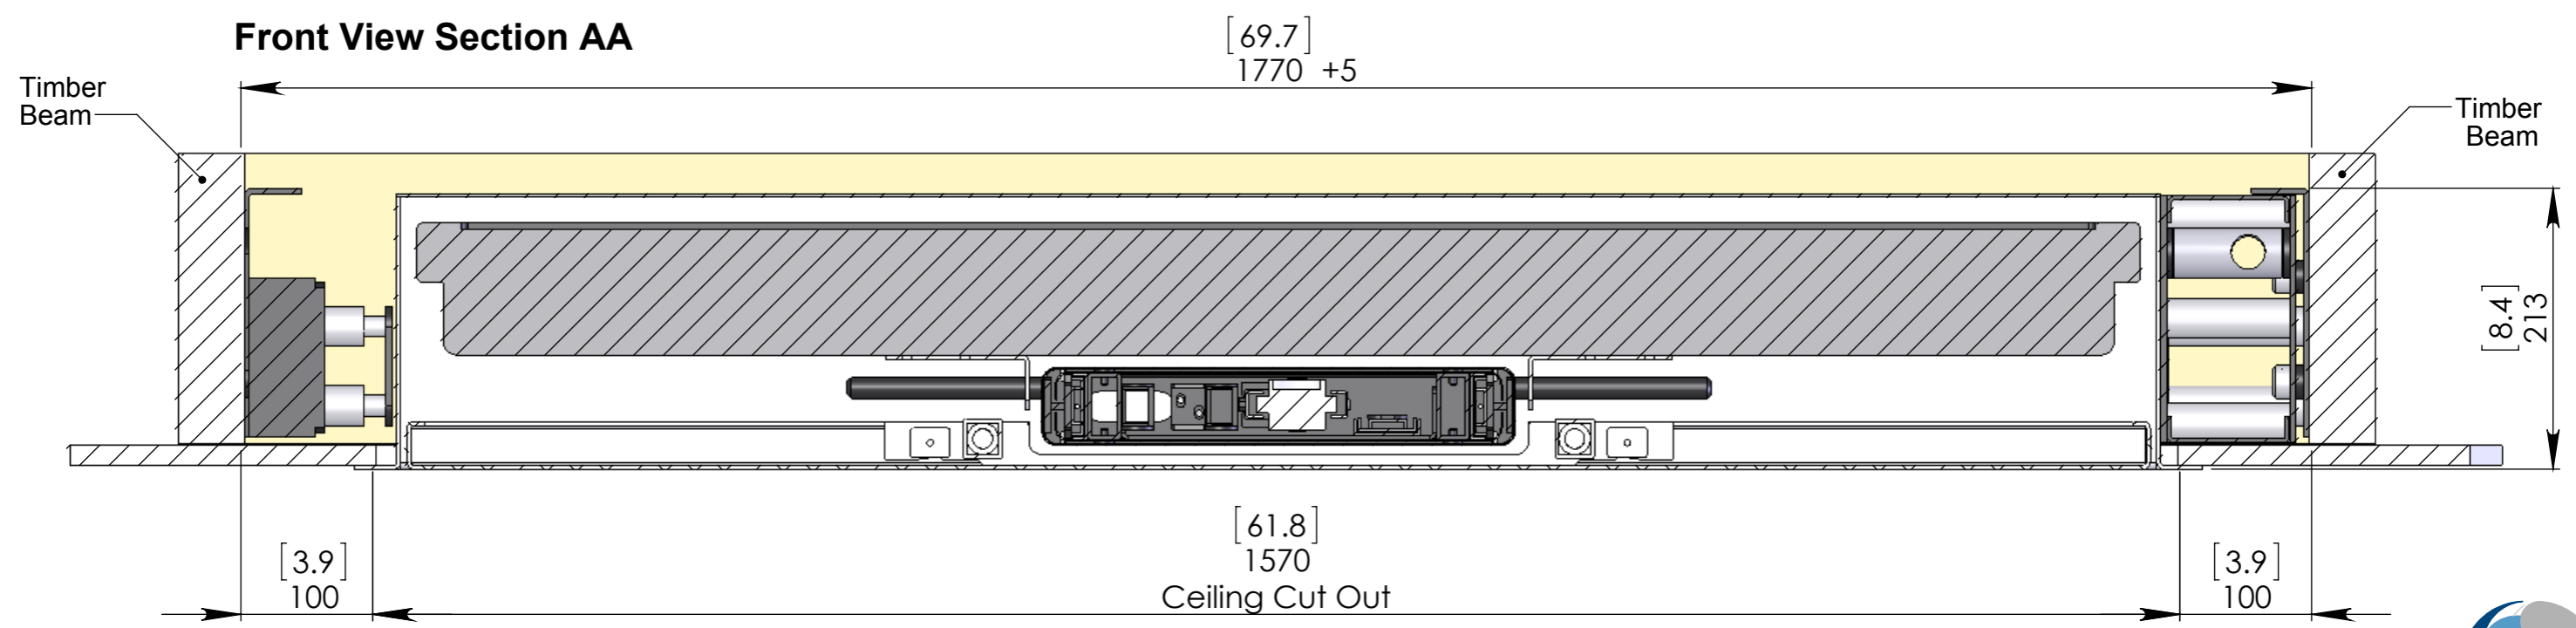 Front View Section AA
[69.7]
1770 +5
Timber
Beam
Timber
Beam
[8.4]
213
[3.9]
100
[61.8]
1570
Ceiling Cut Out
[3.9]
100